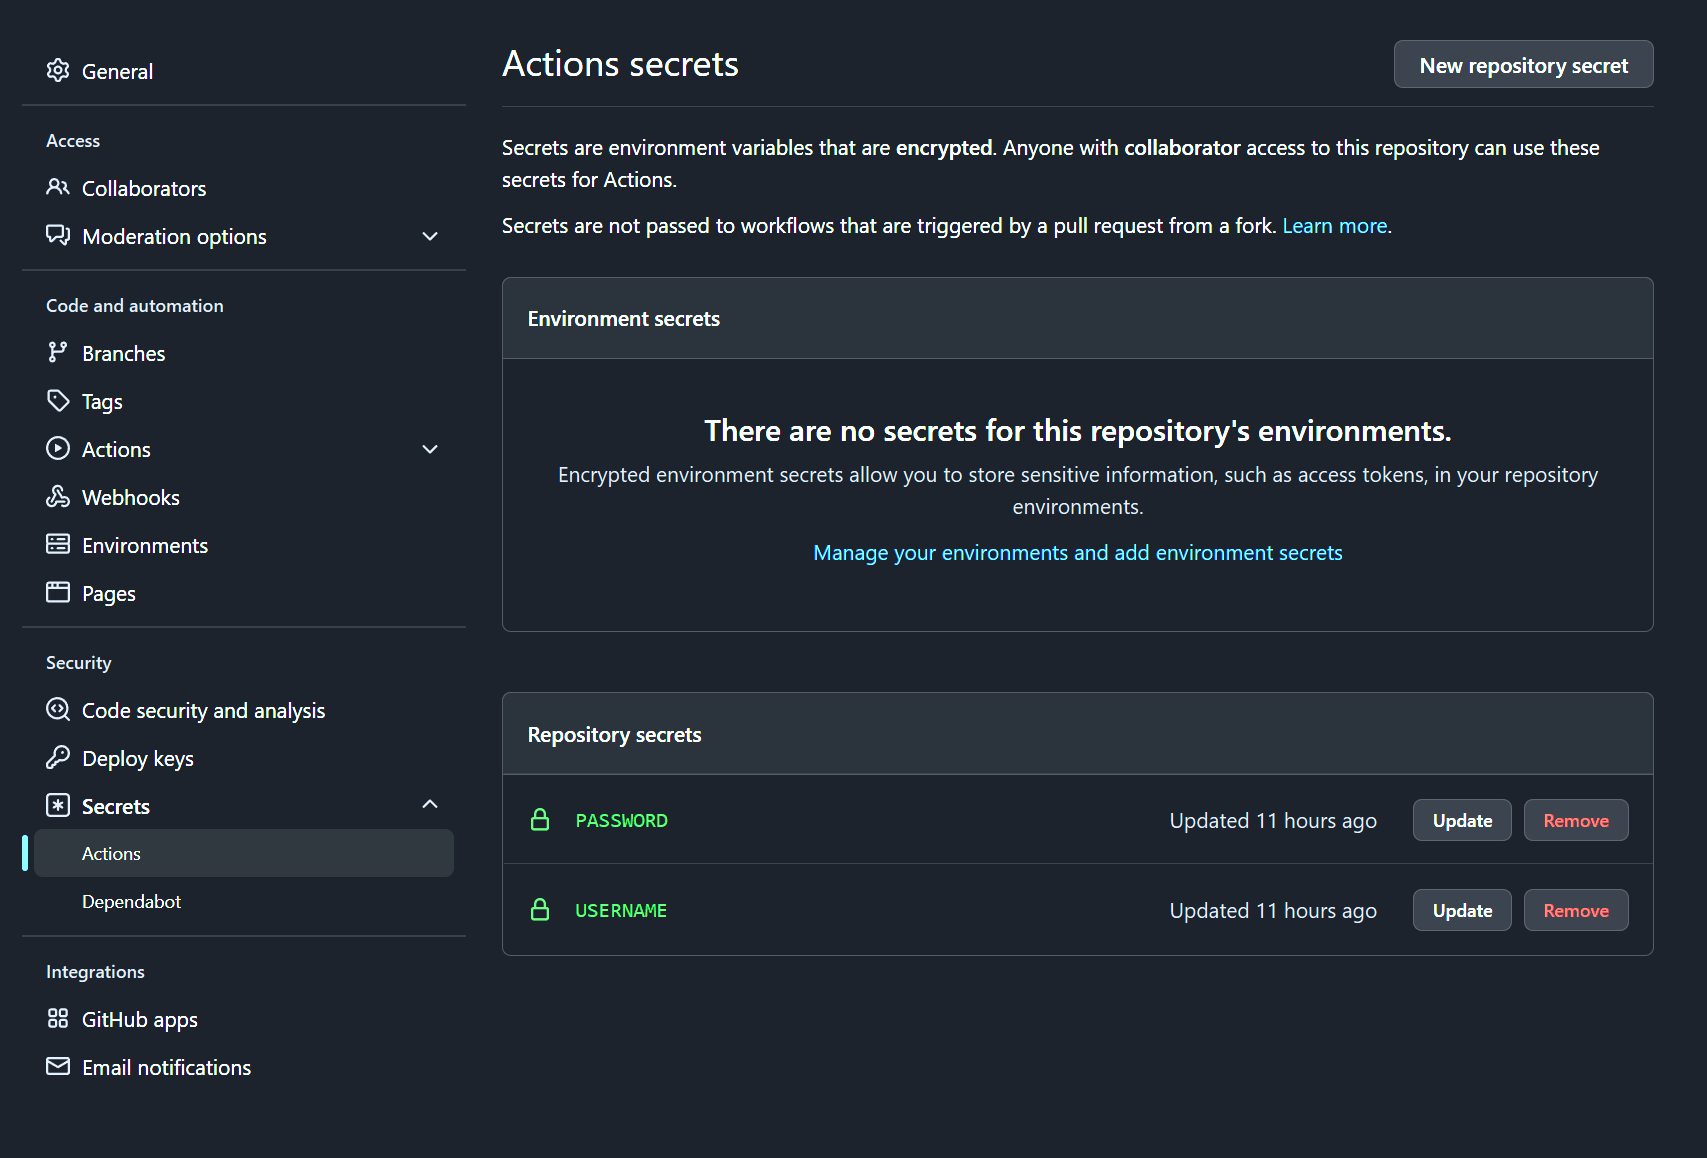 General
Access
Collaborators
Moderation options
Code and automation
Branches
Tags
Actions
Webhooks
Environments
Pages
Security
Code security and analysis
Deploy keys
Secrets
Actions
Dependabot
Integrations
GitHub apps
Email notifications
Actions secrets
New repository secret
Secrets are environment variables that are encrypted. Anyone with collaborator access to this repository can use these
secrets for Actions.
Secrets are not passed to workflows that are triggered by a pull request from a fork. Learn more.
Environment secrets
There are no secrets for this repository's environments.
Encrypted environment secrets allow you to store sensitive information, such as access tokens, in your repository
environments.
Manage your environments and add environment secrets
Repository secrets
PASSWORD Updated 11 hours ago Update Remove
USERNAME Updated 11 hours ago Update Remove